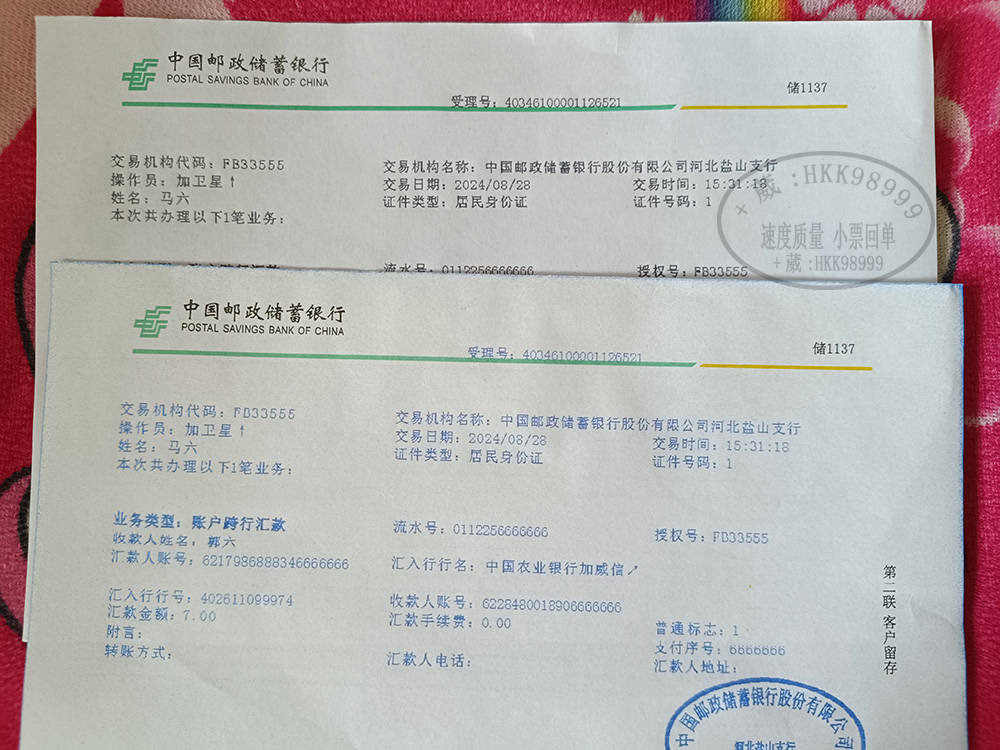 中国邮政储蓄银行
POSTAL SAVINGS BANK OF CHINA
储1137
受理号：40346100001126521
交易机构代码：FB33555
交易机构名称：中国邮政储蓄银行股份有限公司河北盐山支行
操作员：加卫星↑
交易日期：2024/08/28
交易时间：15:31:18
姓名：马六
证件类型：居民身份证
证件号码：1
本次共办理以下1笔业务：
+葳:HKK98999
速度质量 小票回单
+葳:HKK98999
流水号：0112256666666
授权号：FB33555
中国邮政储蓄银行
POSTAL SAVINGS BANK OF CHINA
储1137
受理号：40346100001126521
交易机构代码：FB33555
交易机构名称：中国邮政储蓄银行股份有限公司河北盐山支行
操作员：加卫星↑
交易日期：2024/08/28
交易时间：15:31:18
姓名：马六
证件类型：居民身份证
证件号码：1
本次共办理以下1笔业务：
业务类型：账户跨行汇款
流水号：0112256666666
授权号：FB33555
收款人姓名：郭六
汇款人账号：6217986888346666666
汇入行行名：中国农业银行加威信↗
汇入行行号：402611099974
收款人账号：6228480018906666666
汇款金额：7.00
汇款手续费：0.00
普通标志：1
附言：
支付序号：6666666
转账方式：
汇款人电话：
汇款人地址：
第二联 客户留存
中国邮政储蓄银行股份有限公司
河北盐山支行